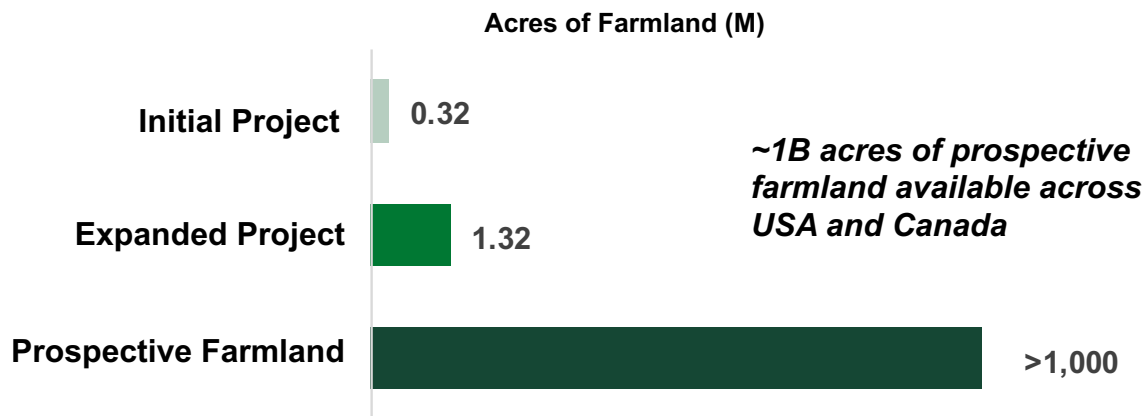 Acres of Farmland (M)
Initial Project
0.32
~1B acres of prospective
farmland available across
USA and Canada
Expanded Project
1.32
Prospective Farmland
>1,000